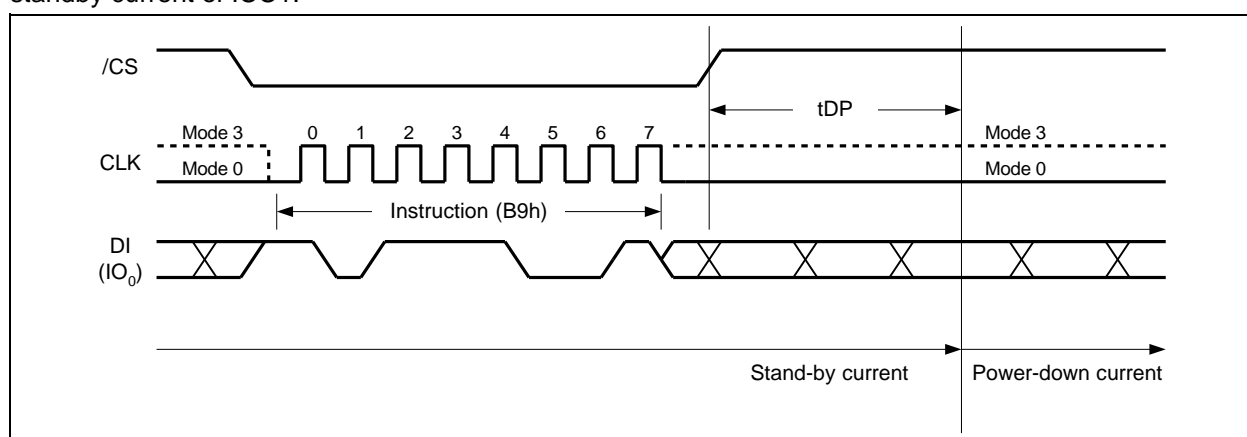 standby current of ICC1.
/CS
tDP
Mode 3 0 1 2 3 4 5 6 7 Mode 3
CLK
Mode 0 Mode 0
Instruction (B9h)
DI
(IO0)
Stand-by current Power-down current